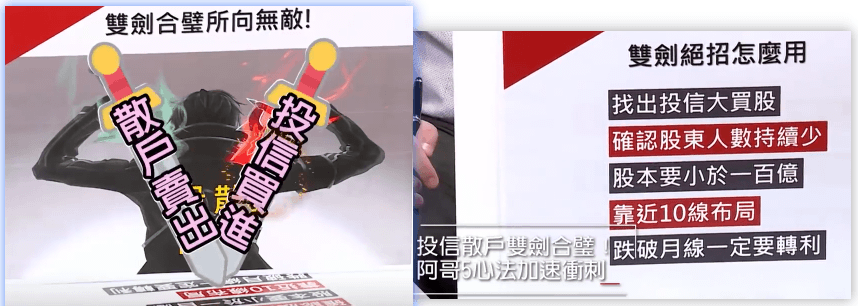 雙劍合璧所向無敵!
散戶賣出
投信買進
散
雙劍絕招怎麼用
找出投信大買股
確認股東人數持續少
股本要小於一百億
靠近10線布局
跌破月線一定要轉利
投信散戶雙劍合璧!
阿哥5心法加速衝刺